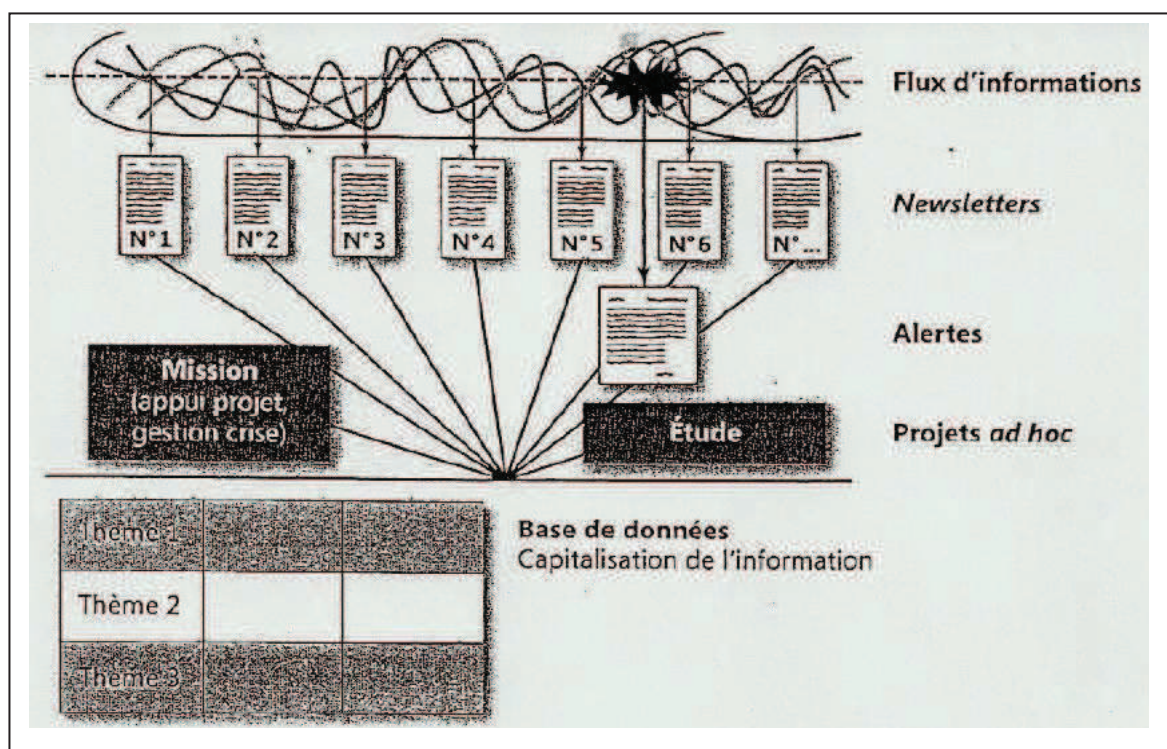 Flux d'informations
N°1 N°2 N°3 N°4 N°5 N°6 N°...
Newsletters
Alertes
Mission
(appui projet,
gestion crise)
Étude
Projets ad hoc
Thème 1
Thème 2
Thème 3
Base de données
Capitalisation de l'information